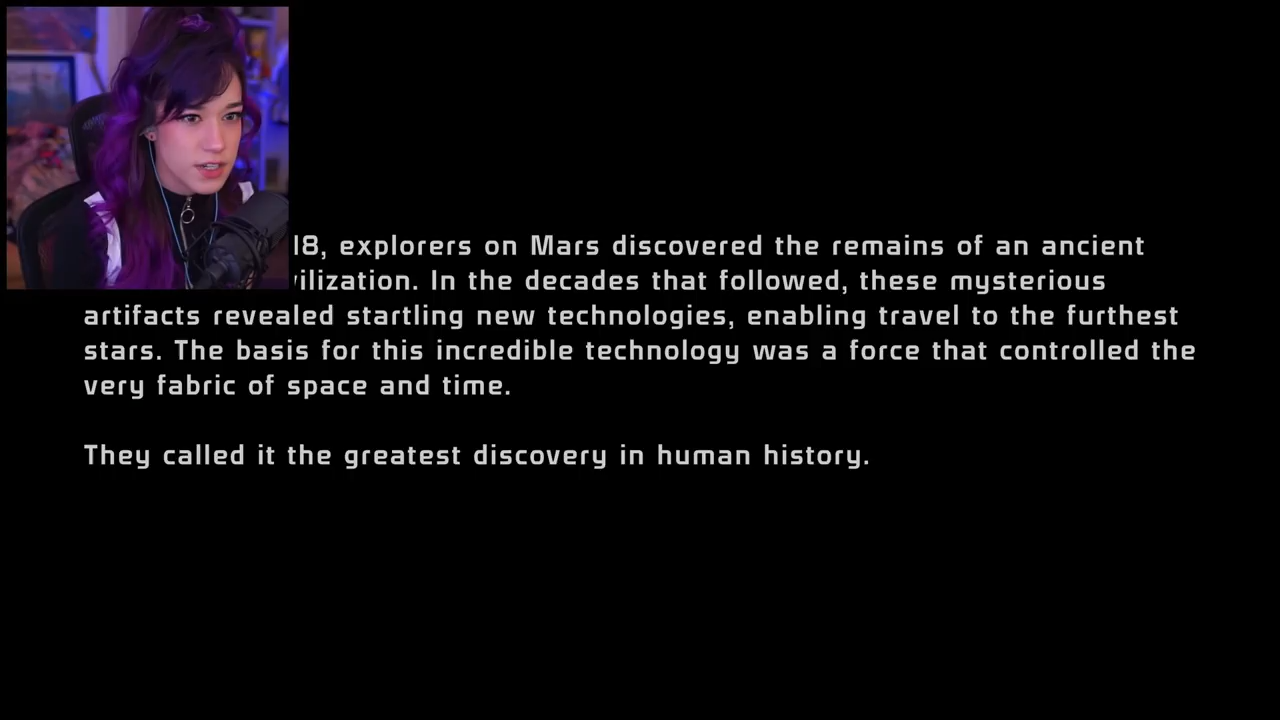 18, explorers on Mars discovered the remains of an ancient
In the decades that followed, these mysterious
artifacts revealed startling new technologies, enabling travel to the furthest
stars. The basis for this incredible technology was a force that controlled the
very fabric of space and time.
They called it the greatest discovery in human history.